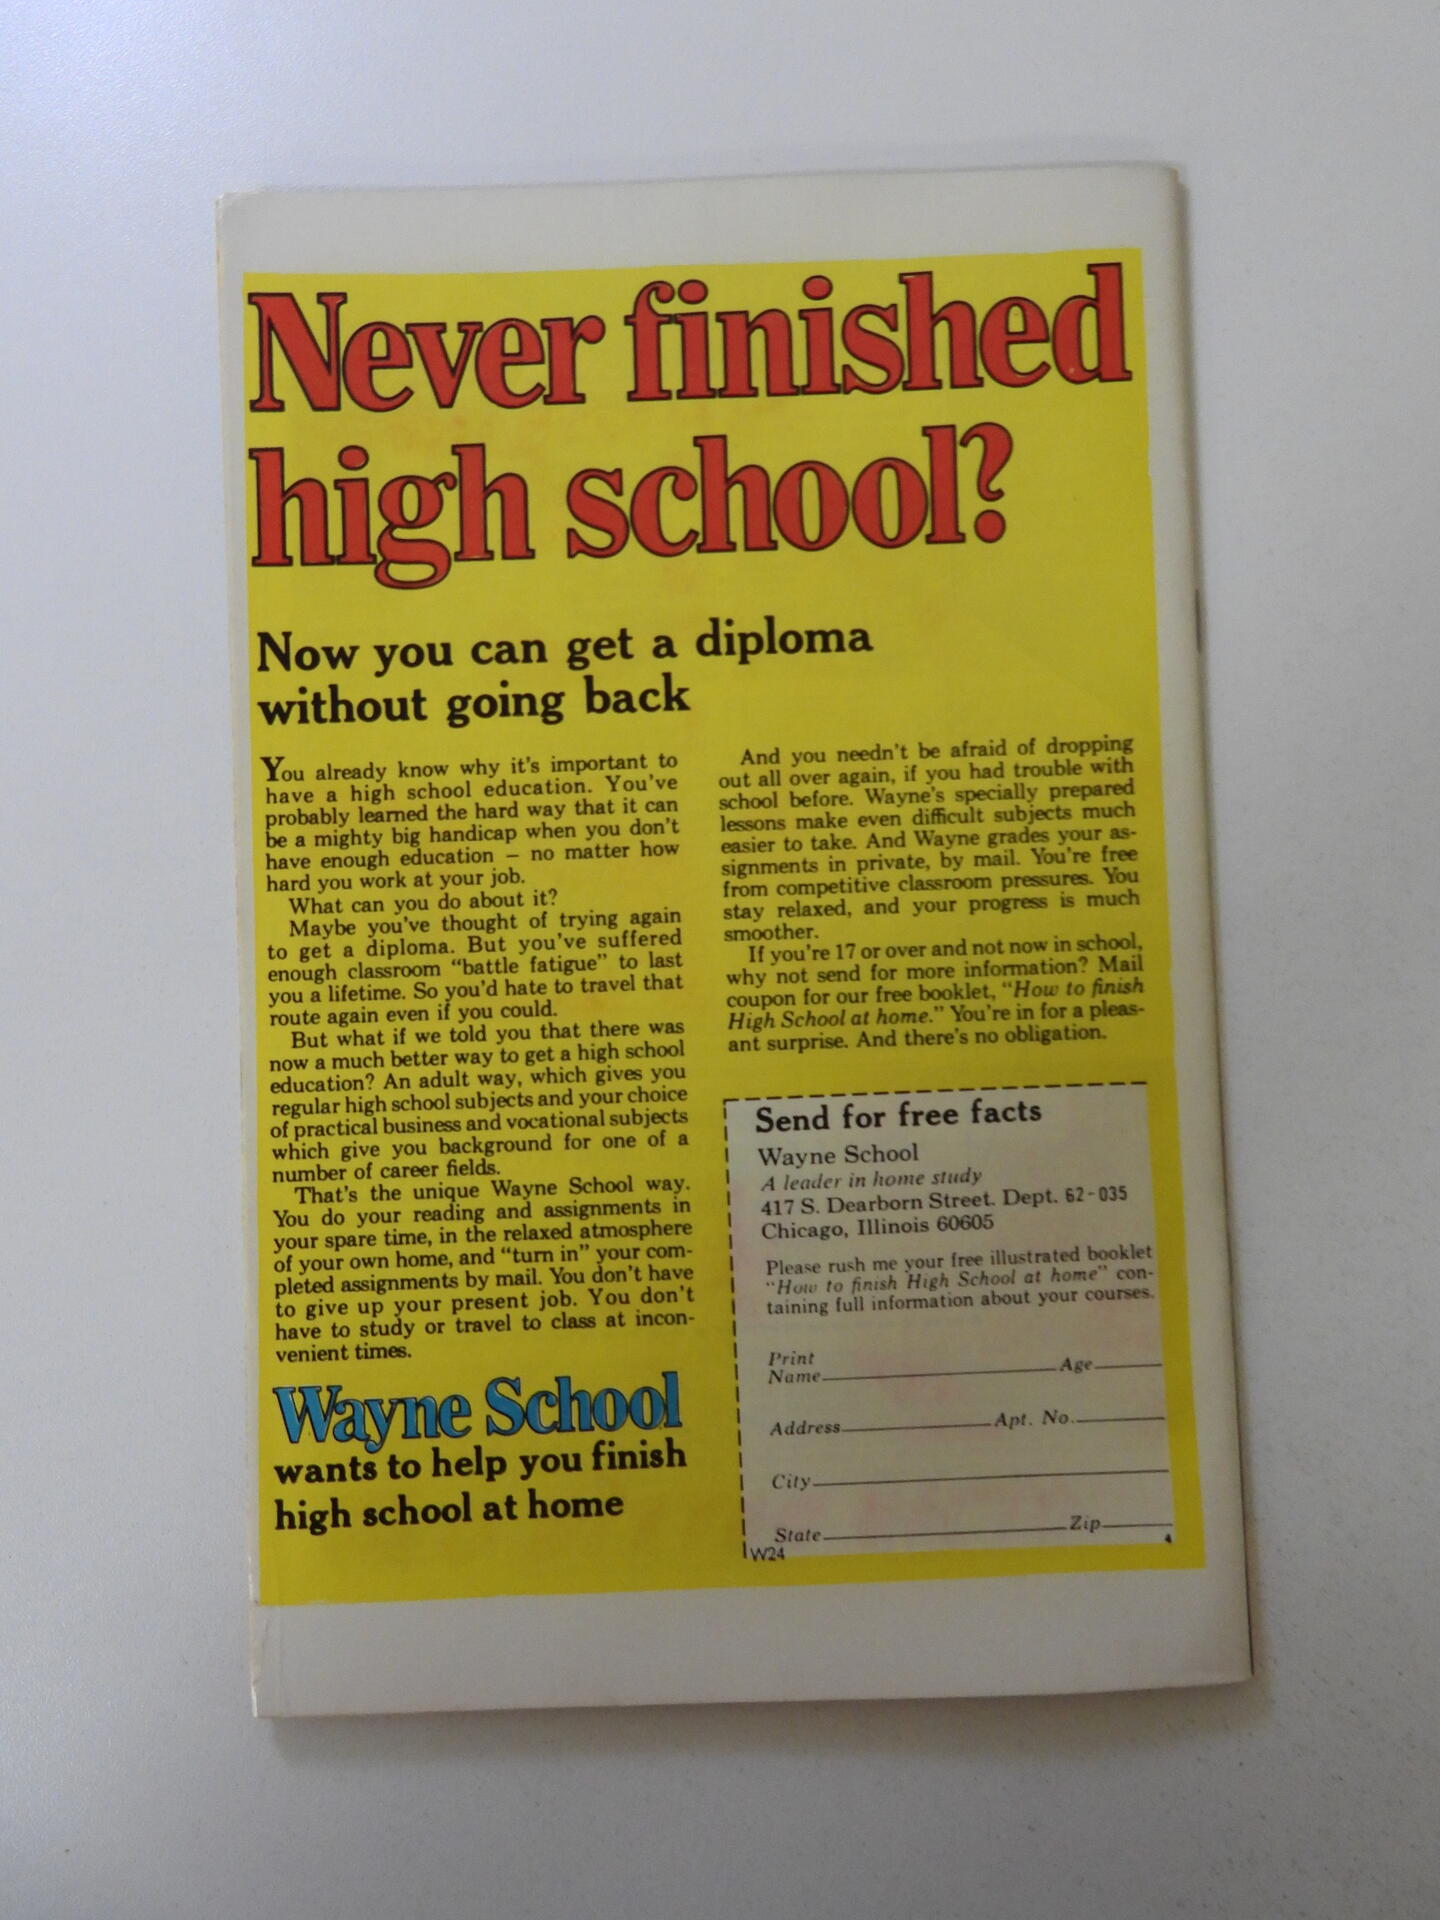 Never finished
high school?
Now you can get a diploma
without going back
You already know why it's important to
have a high school education. You've
probably learned the hard way that it can
be a mighty big handicap when you don't
have enough education – no matter how
hard you work at your job.
What can you do about it?
Maybe you've thought of trying again
to get a diploma. But you've suffered
enough classroom "battle fatigue" to last
you a lifetime. So you'd hate to travel that
route again even if you could.
But what if we told you that there was
now a much better way to get a high school
education? An adult way, which gives you
regular high school subjects and your choice
of practical business and vocational subjects
which give you background for one of a
number of career fields.
That's the unique Wayne School way.
You do your reading and assignments in
your spare time, in the relaxed atmosphere
of your own home, and "turn in" your com-
pleted assignments by mail. You don't have
to give up your present job. You don't
have to study or travel to class at incon-
venient times.
Wayne School
wants to help you finish
high school at home
And you needn't be afraid of dropping
out all over again, if you had trouble with
school before. Wayne's specially prepared
lessons make even difficult subjects much
easier to take. And Wayne grades your as-
signments in private, by mail. You're free
from competitive classroom pressures. You
stay relaxed, and your progress is much
smoother.
If you're 17 or over and not now in school,
why not send for more information? Mail
coupon for our free booklet, "How to finish
High School at home." You're in for a pleas-
ant surprise. And there's no obligation.
Send for free facts
Wayne School
A leader in home study
417 S. Dearborn Street. Dept. 62-035
Chicago, Illinois 60605
Please rush me your free illustrated booklet
"How to finish High School at home" con-
taining full information about your courses.
Print
Name Age
Address Apt. No.
City
State Zip
W24 4